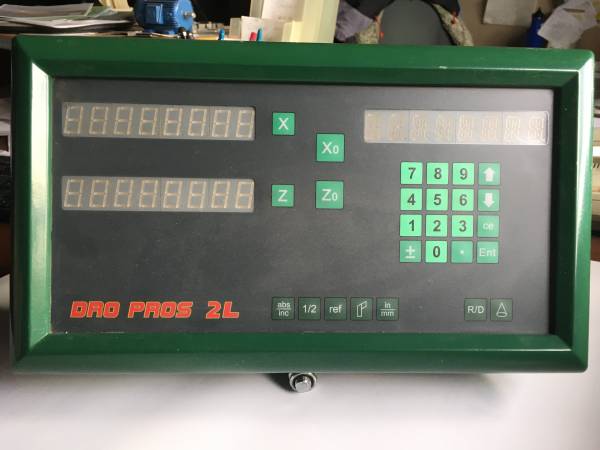 X
X0
Z
Z0
7 8 9
4 5 6
1 2 3 ce
± 0 • Ent
DRO PROS 2L
abs
inc
1/2 ref
in
mm
R/D